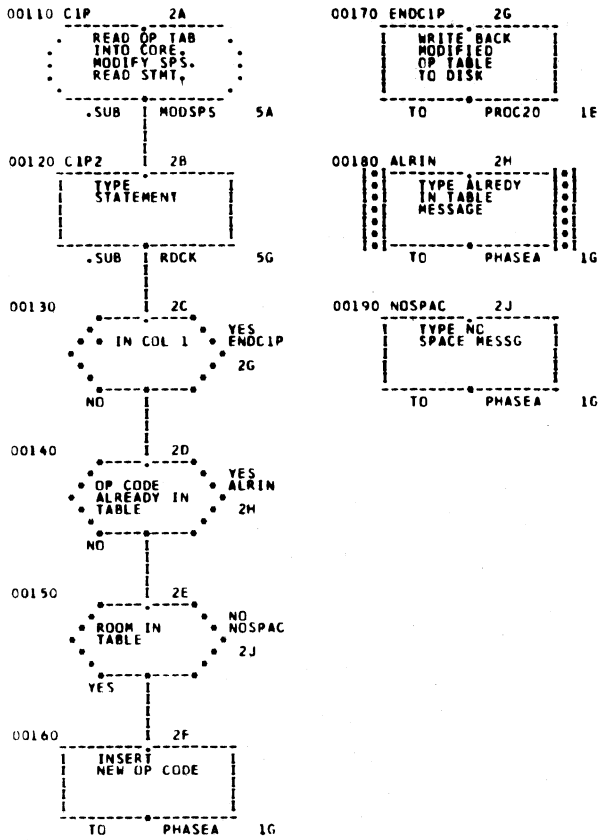 00110 C1P 2A
READ OP TAB
INTO CORE.
MODIFY SPS.
READ STMT.
.SUB MODSPS 5A
00120 C1P2 2B
TYPE
STATEMENT
.SUB RDCK 5G
00130 2C
* IN COL 1
YES
ENDC1P
2G
NO
00140 2D
OP CODE
ALREADY IN
TABLE
YES
ALRIN
2H
NO
00150 2E
ROOM IN
TABLE
NO
NOSPAC
2J
YES
00160 2F
INSERT
NEW OP CODE
TO PHASEA 1G
00170 ENDC1P 2G
WRITE BACK
MODIFIED
OP TABLE
TO DISK
TO PROC20 1E
00180 ALRIN 2H
TYPE ALREDY
IN TABLE
MESSAGE
TO PHASEA 1G
00190 NOSPAC 2J
TYPE NC
SPACE MESSG
TO PHASEA 1G